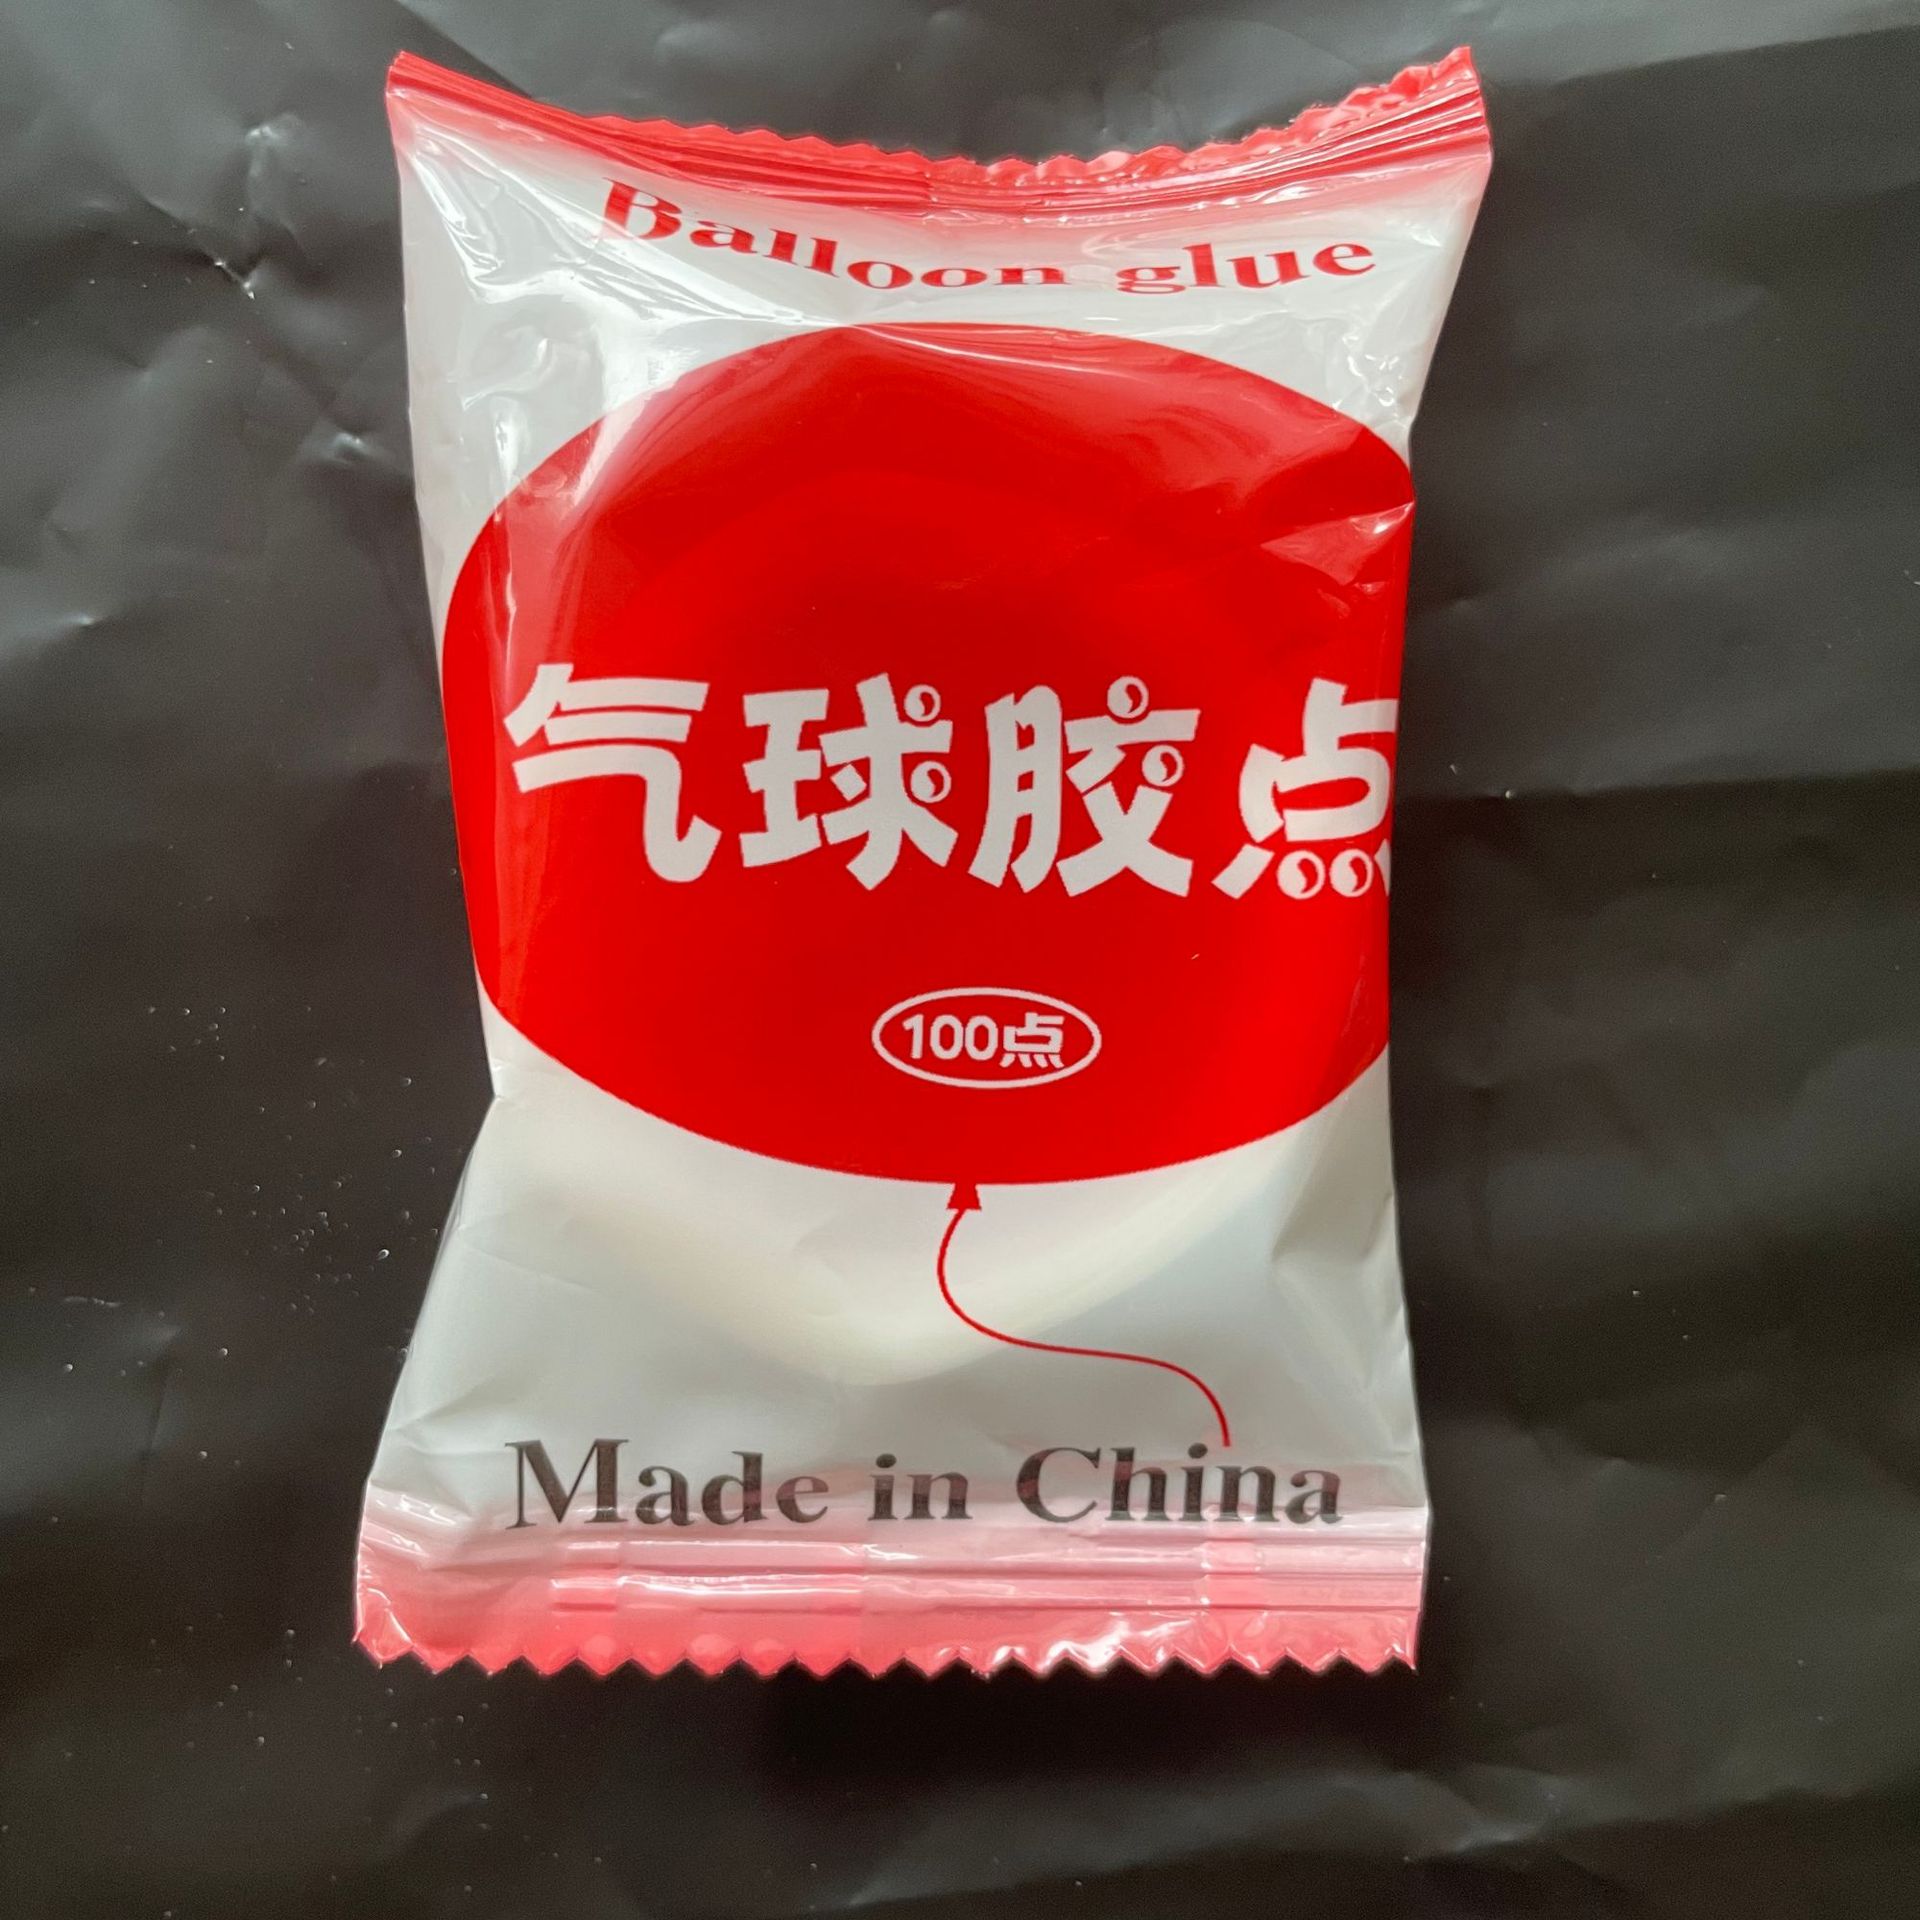 Balloon glue
气球胶点
100点
Made in China